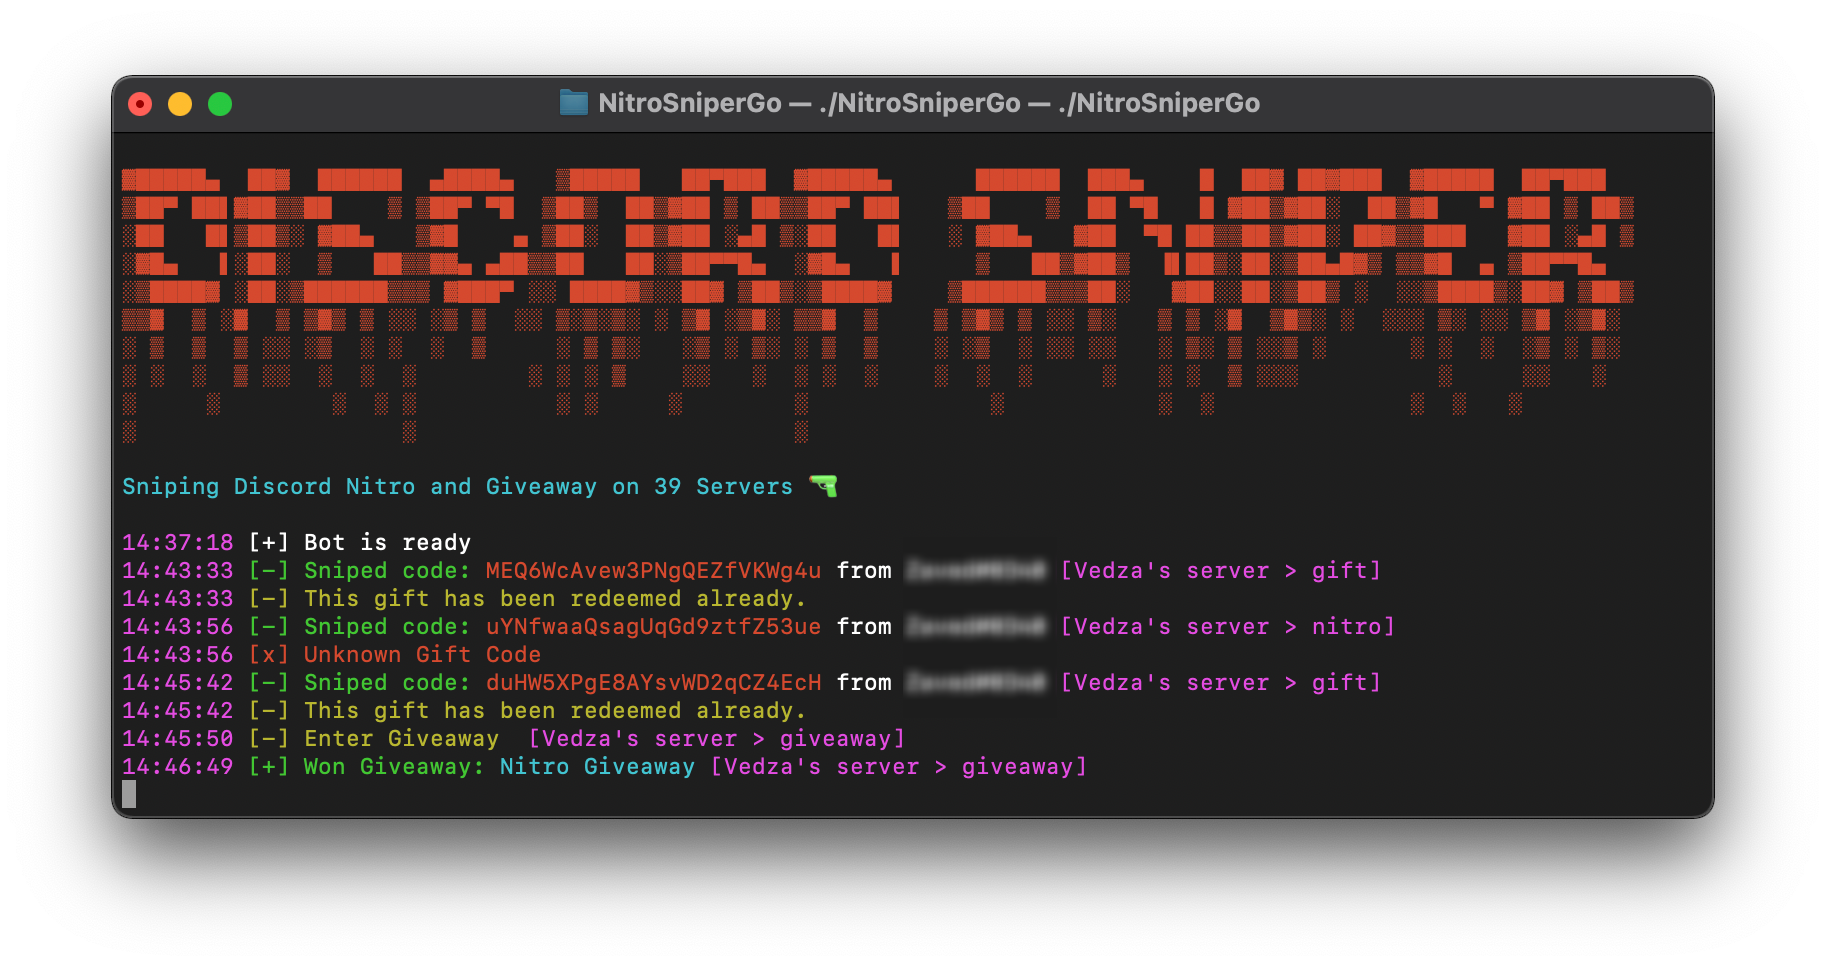 NitroSniperGo — ./NitroSniperGo — ./NitroSniperGo
DISCORD SNIPER
Sniping Discord Nitro and Giveaway on 39 Servers
14:37:18 [+] Bot is ready
14:43:33 [-] Sniped code: MEQ6WcAvew3PNgQEZfVKWg4u from [Vedza's server > gift]
14:43:33 [-] This gift has been redeemed already.
14:43:56 [-] Sniped code: uYNfwaaQsagUqGd9ztfZ53ue from [Vedza's server > nitro]
14:43:56 [x] Unknown Gift Code
14:45:42 [-] Sniped code: duHW5XPgE8AYsvWD2qCZ4EcH from [Vedza's server > gift]
14:45:42 [-] This gift has been redeemed already.
14:45:50 [-] Enter Giveaway [Vedza's server > giveaway]
14:46:49 [+] Won Giveaway: Nitro Giveaway [Vedza's server > giveaway]